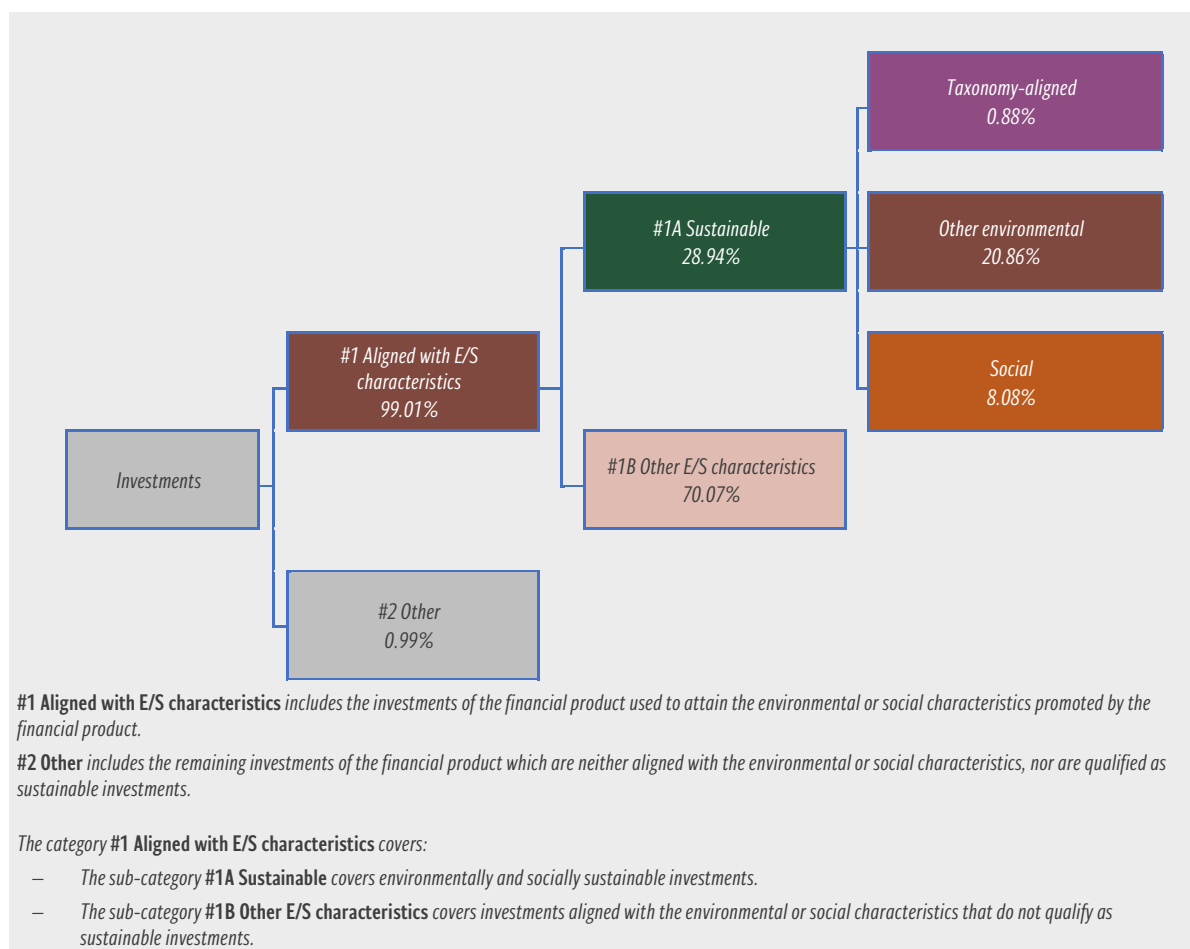 Taxonomy-aligned
0.88%
#1A Sustainable
28.94%
Other environmental
20.86%
#1 Aligned with E/S
characteristics
99.01%
Social
8.08%
Investments
#1B Other E/S characteristics
70.07%
#2 Other
0.99%
#1 Aligned with E/S characteristics includes the investments of the financial product used to attain the environmental or social characteristics promoted by the
financial product.
#2 Other includes the remaining investments of the financial product which are neither aligned with the environmental or social characteristics, nor are qualified as
sustainable investments.
The category #1 Aligned with E/S characteristics covers:
– The sub-category #1A Sustainable covers environmentally and socially sustainable investments.
– The sub-category #1B Other E/S characteristics covers investments aligned with the environmental or social characteristics that do not qualify as
sustainable investments.